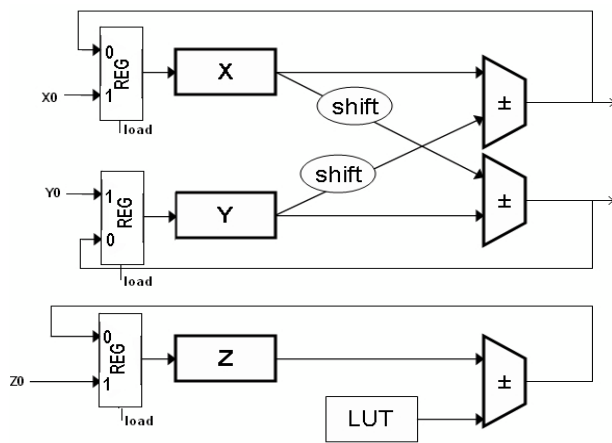 0
REG
X
X0
1
shift
±
load
shift
Y0
1
REG
Y
±
0
load
0
REG
Z
Z0
1
±
load
LUT